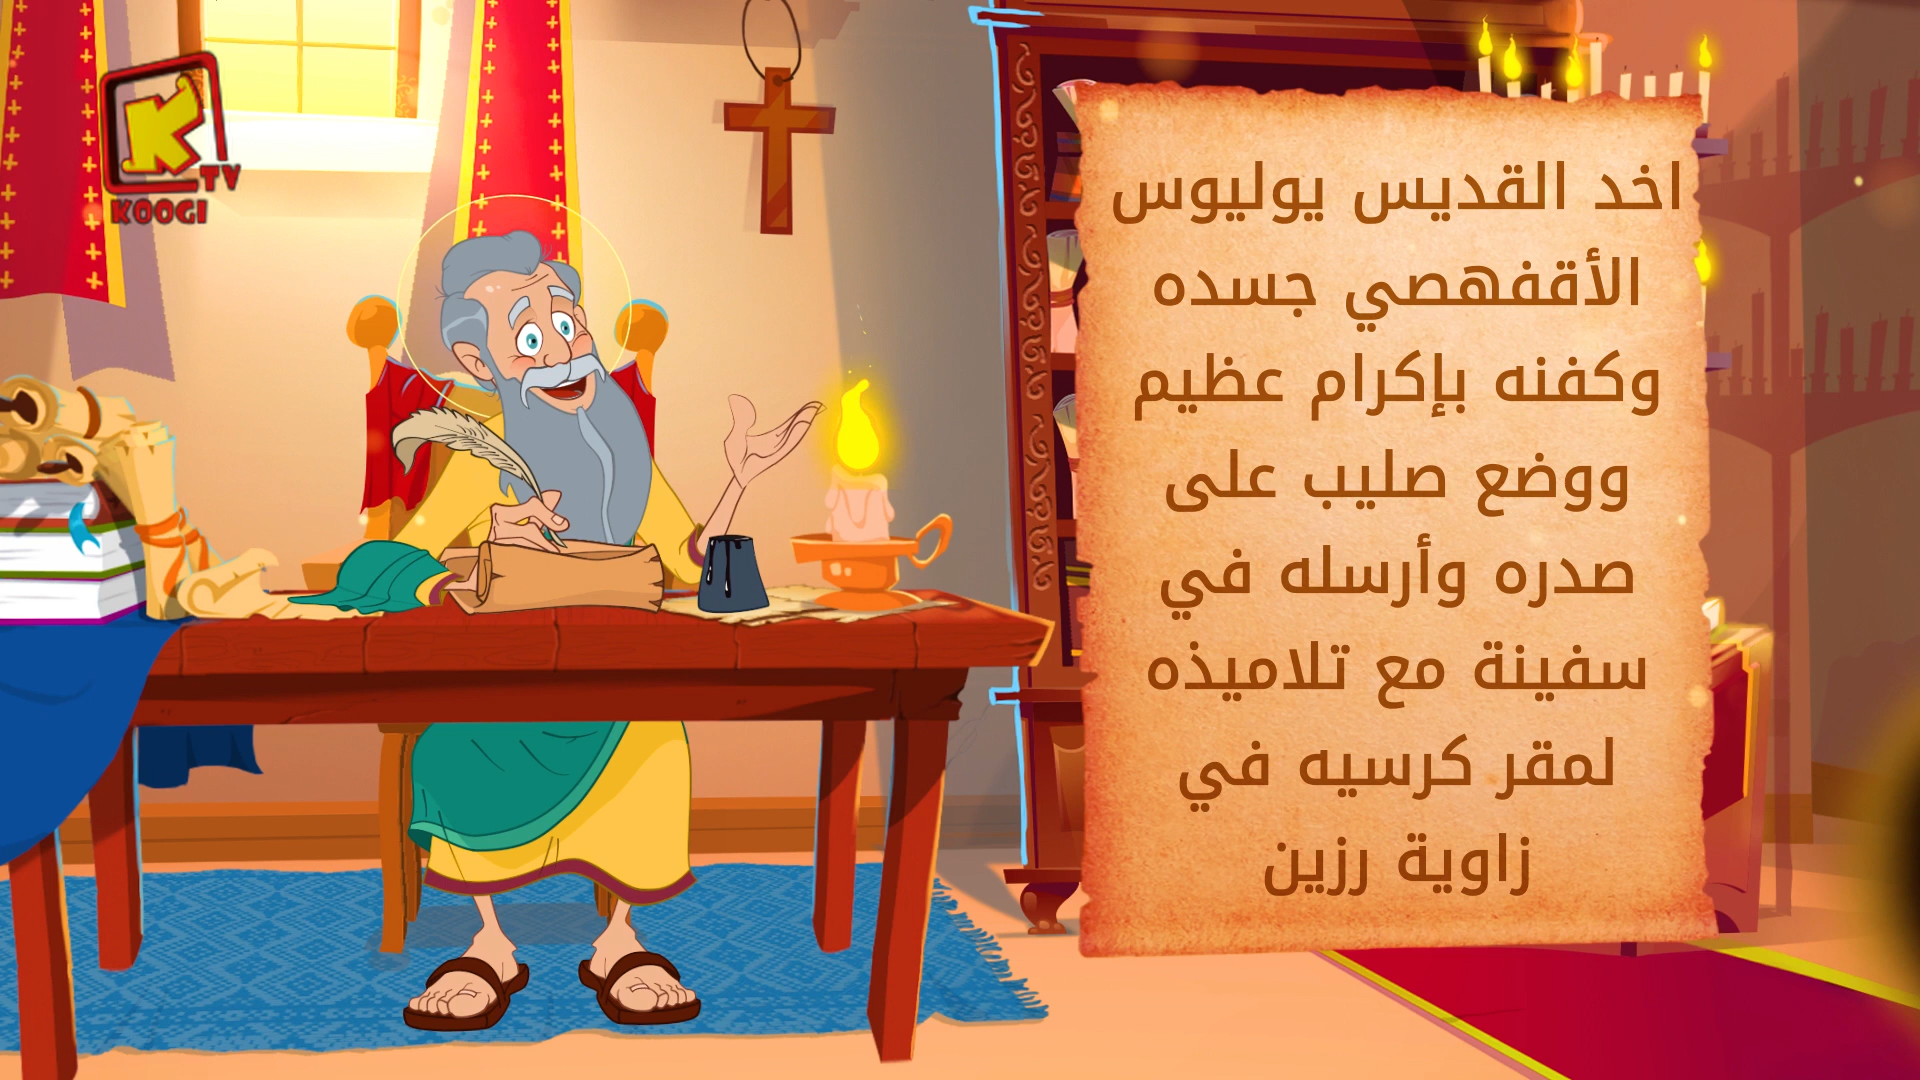 K
TV
KOOGI
اخد القديس يوليوس
الأقفهصي جسده
وكفنه بإكرام عظيم
ووضع صليب على
صدره وأرسله في
سفينة مع تلاميذه
لمقر كرسيه في
زاوية رزين